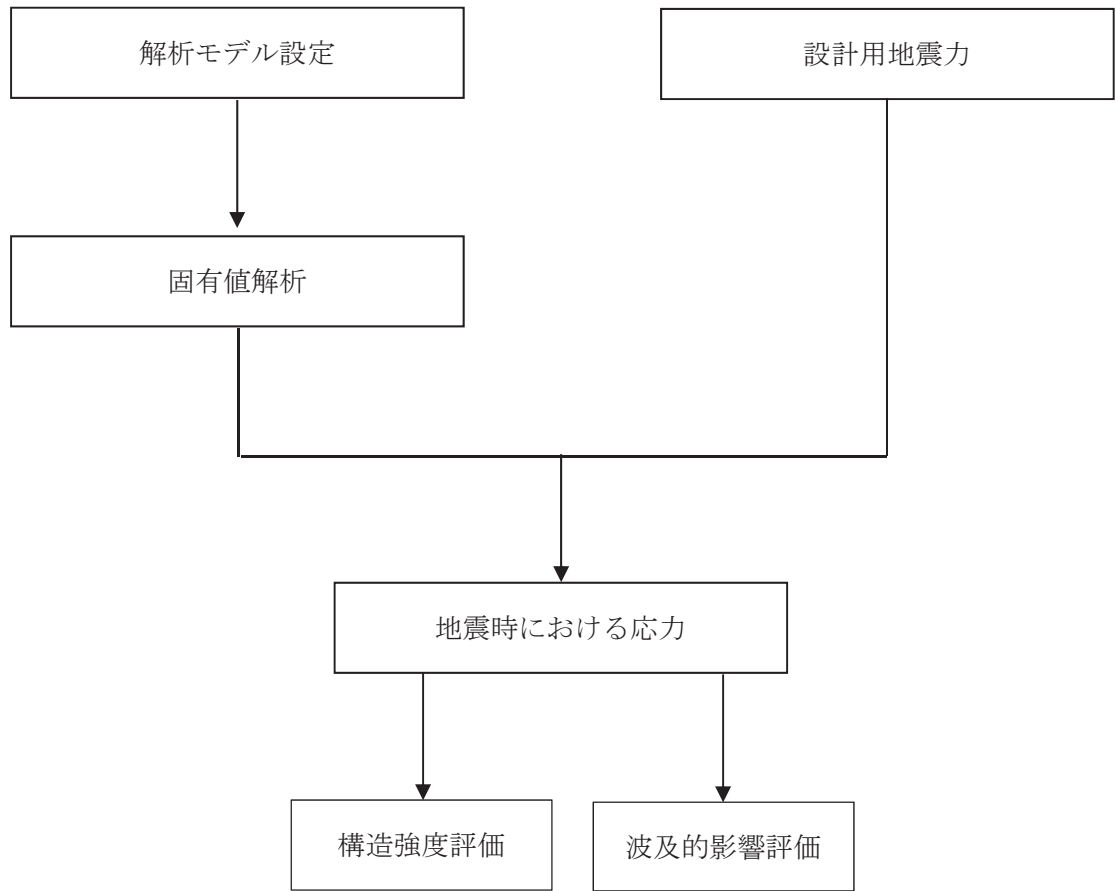 解析モデル設定
設計用地震力
固有値解析
地震時における応力
構造強度評価
波及的影響評価